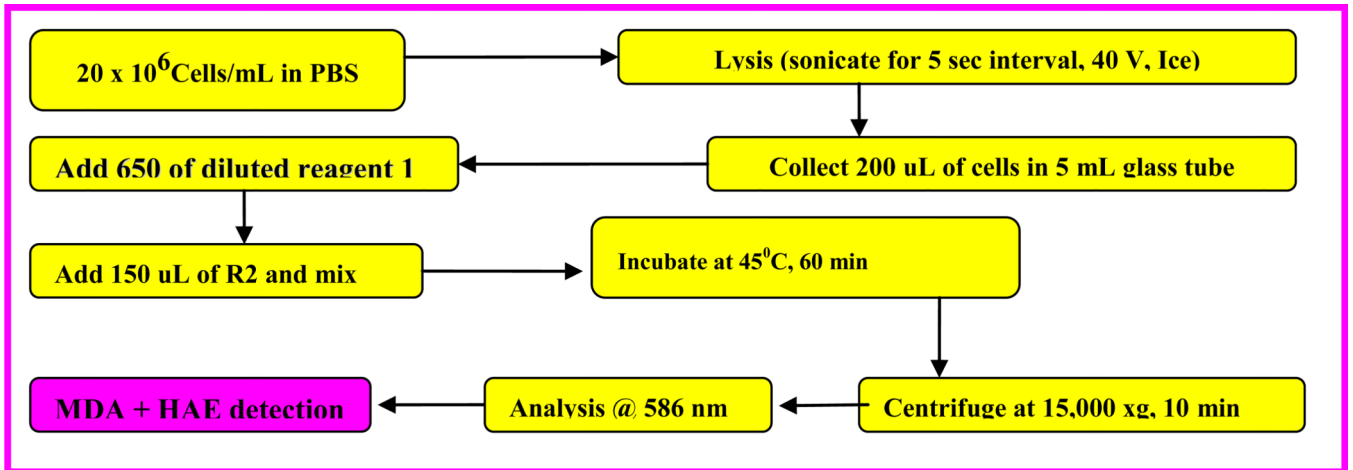 20 x 10⁶Cells/mL in PBS
Lysis (sonicate for 5 sec interval, 40 V, Ice)
Collect 200 uL of cells in 5 mL glass tube
Add 650 of diluted reagent 1
Add 150 uL of R2 and mix
Incubate at 45⁰C, 60 min
Centrifuge at 15,000 xg, 10 min
Analysis @ 586 nm
MDA + HAE detection